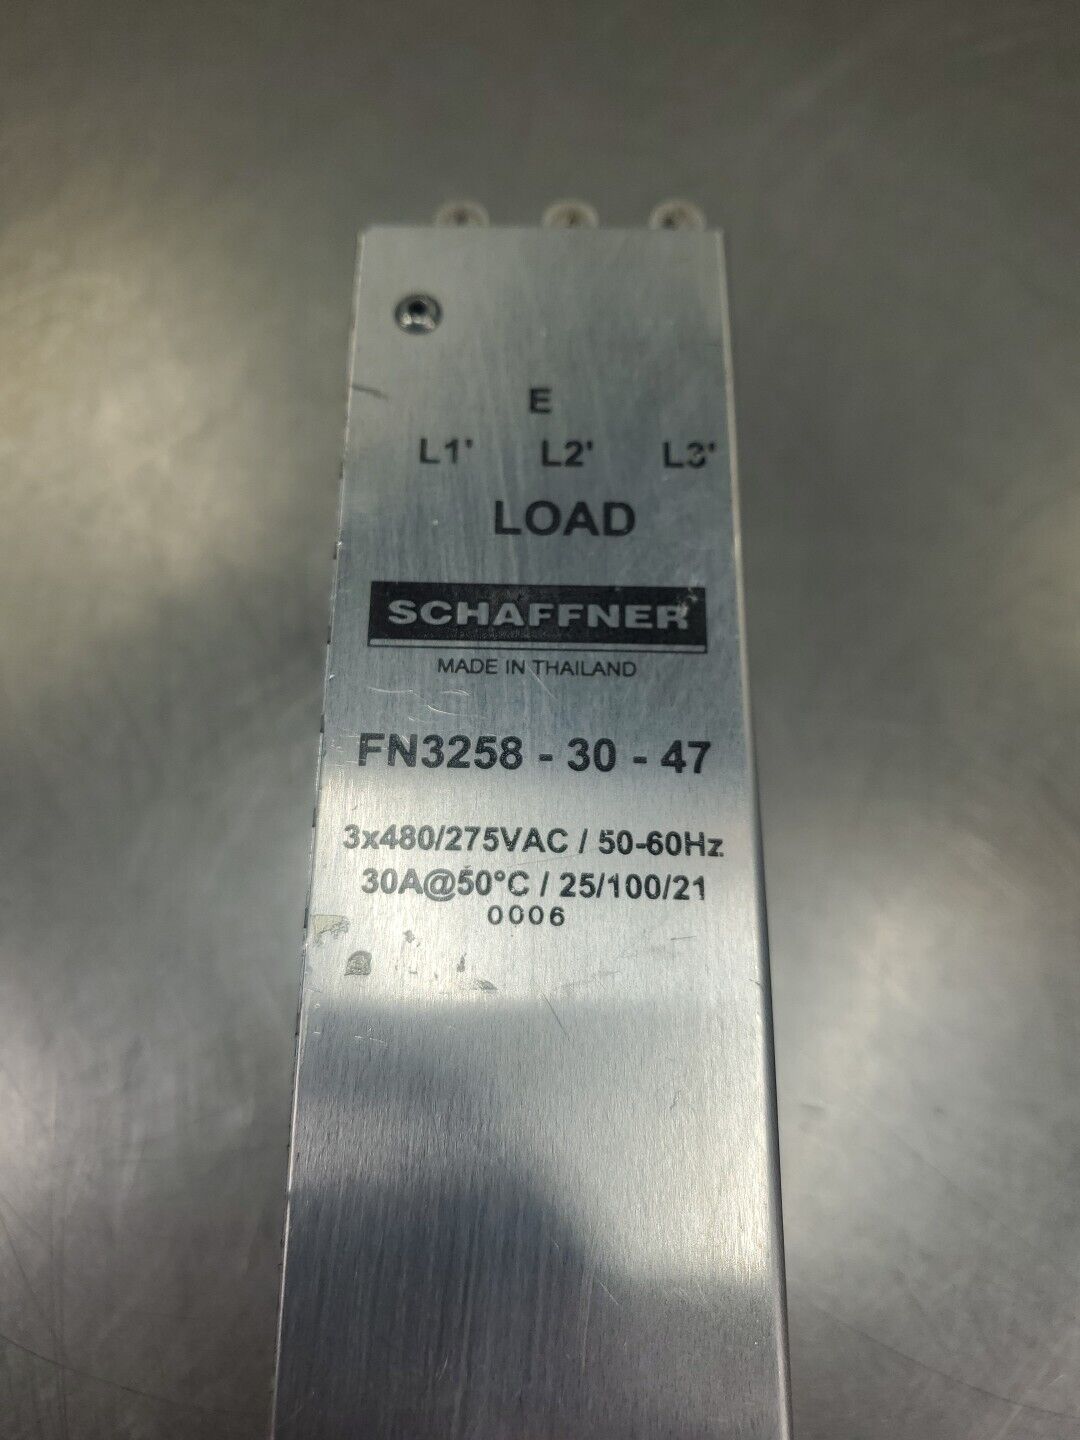 E
L1' L2' L3'
LOAD
SCHAFFNER
MADE IN THAILAND
FN3258 - 30 - 47
3x480/275VAC / 50-60Hz
30A@50°C / 25/100/21
0006